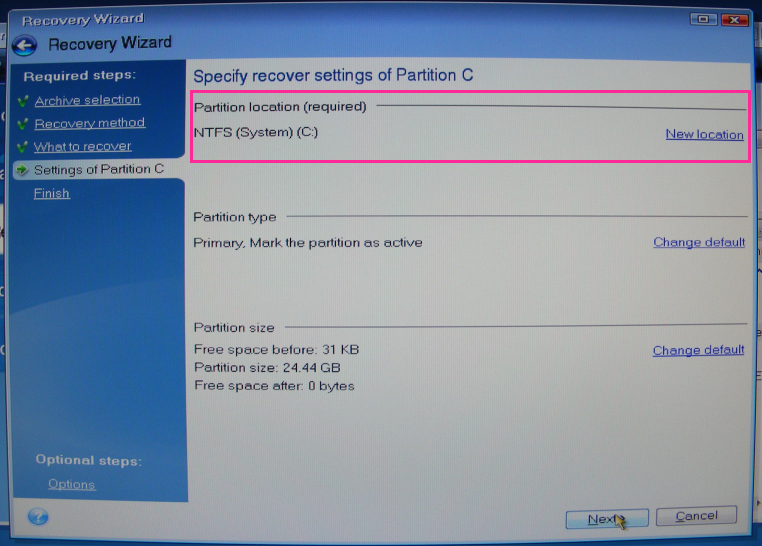 Recovery Wizard
Recovery Wizard
Required steps:
Archive selection
Recovery method
What to recover
Settings of Partition C
Finish
Optional steps:
Options
Specify recover settings of Partition C
Partition location (required)
NTFS (System) (C:)
New location
Partition type
Primary, Mark the partition as active
Change default
Partition size
Free space before: 31 KB
Change default
Partition size: 24.44 GB
Free space after: 0 bytes
Next
Cancel